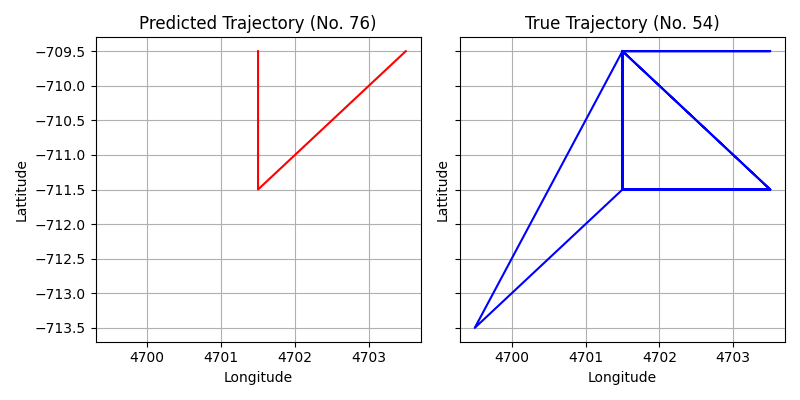 Predicted Trajectory (No. 76)
True Trajectory (No. 54)
−709.5
−710.0
−710.5
−711.0
−711.5
−712.0
−712.5
−713.0
−713.5
Lattitude
Lattitude
4700 4701 4702 4703
4700 4701 4702 4703
Longitude
Longitude